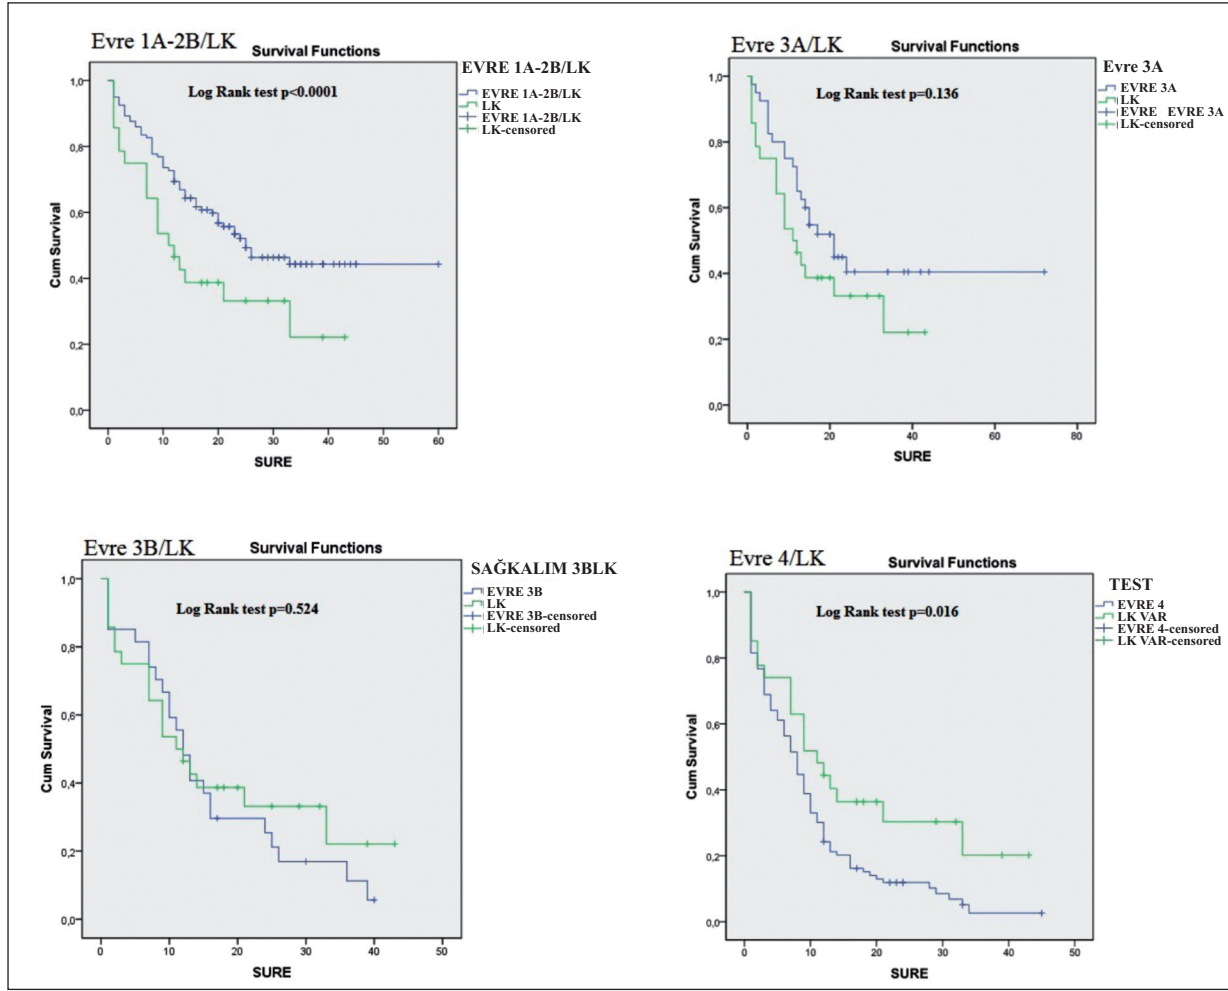 Evre 1A-2B/LK
Survival Functions
EVRE 1A-2B/LK
EVRE 1A-2B/LK
LK
EVRE 1A-2B/LK
LK-censored
Log Rank test p<0.0001
Cum Survival
1,0
0,8
0,6
0,4
0,2
0,0
0 10 20 30 40 50 60
SURE
Evre 3A/LK
Survival Functions
Evre 3A
EVRE 3A
LK
EVRE EVRE 3A
LK-censored
Log Rank test p=0.136
Cum Survival
1,0
0,8
0,6
0,4
0,2
0,0
0 20 40 60 80
SURE
Evre 3B/LK
Survival Functions
SAĞKALIM 3BLK
EVRE 3B
LK
EVRE 3B-censored
LK-censored
Log Rank test p=0.524
Cum Survival
1,0
0,8
0,6
0,4
0,2
0,0
0 10 20 30 40 50
SURE
Evre 4/LK
Survival Functions
TEST
EVRE 4
LK VAR
EVRE 4-censored
LK VAR-censored
Log Rank test p=0.016
Cum Survival
1,0
0,8
0,6
0,4
0,2
0,0
0 10 20 30 40 50
SURE